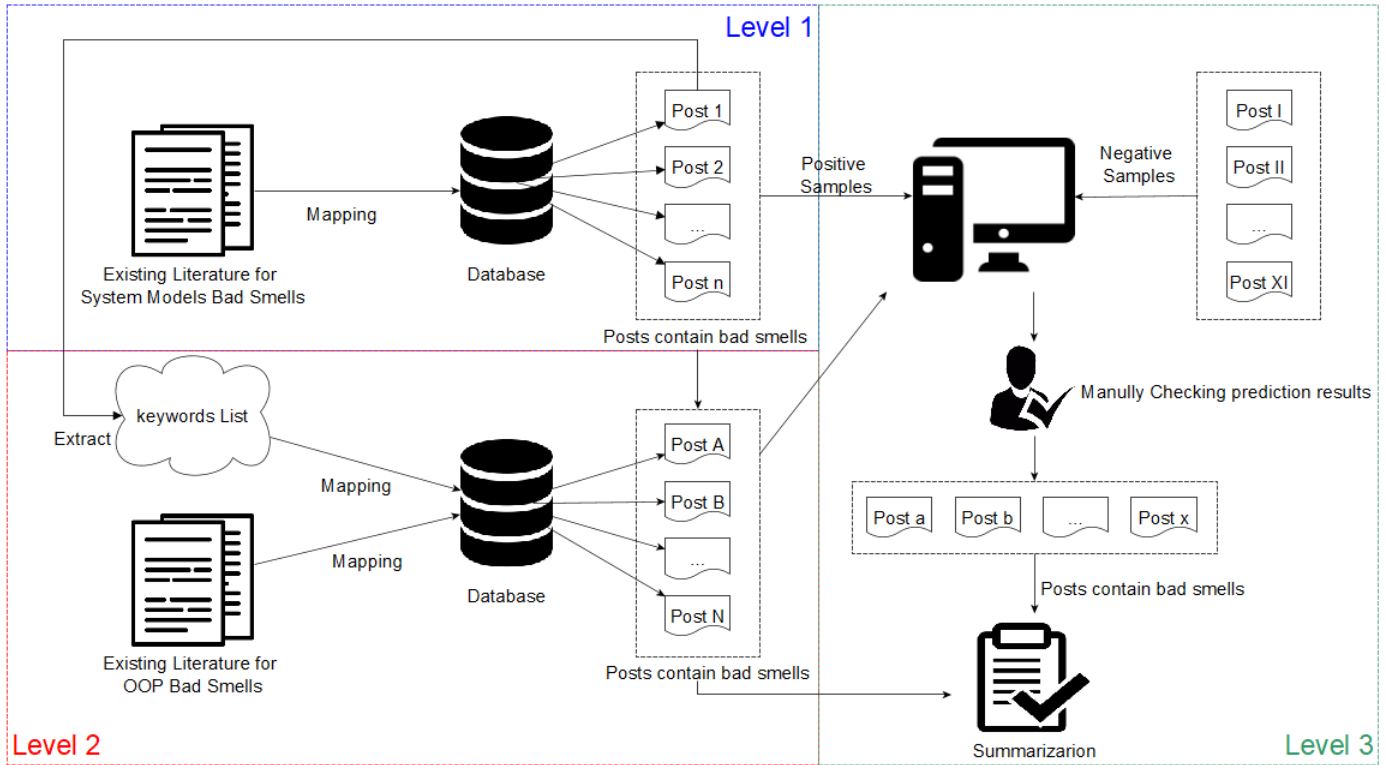 Level 1
Post 1
Post 2
...
Post n
Mapping
Existing Literature for
System Models Bad Smells
Database
Posts contain bad smells
Positive
Samples
Negative
Samples
Post I
Post II
...
Post XI
keywords List
Extract
Mapping
Mapping
Existing Literature for
OOP Bad Smells
Database
Post A
Post B
...
Post N
Posts contain bad smells
Level 2
Manully Checking prediction results
Post a
Post b
...
Post x
Posts contain bad smells
Summarizarion
Level 3